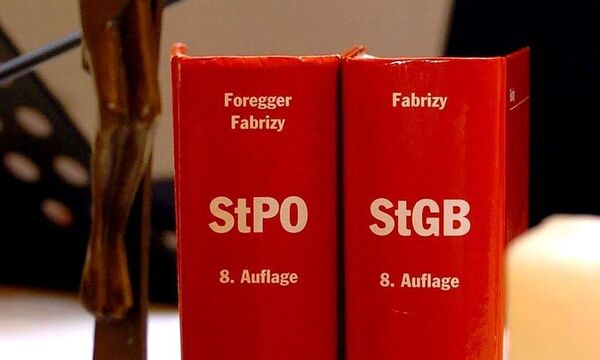 Foregger
Fabrizy
StPO
8. Auflage
Fabrizy
StGB
8. Auflage